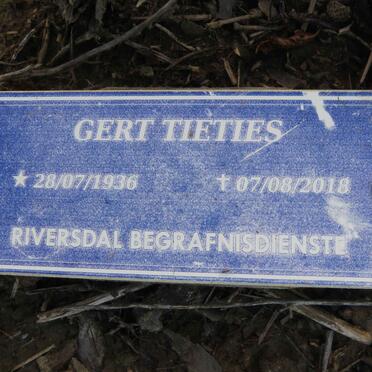 GERT TIETIES
★ 28/07/1936 ✝ 07/08/2018
RIVERSDAL BEGRAFNISDIENSTE